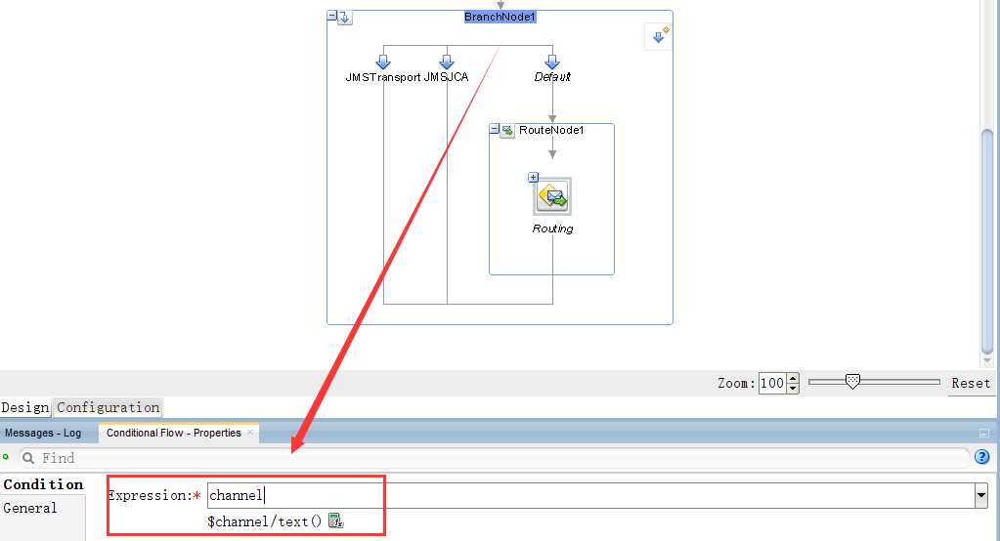 BranchNode1
JMSTransport JMSJCA Default
RouteNode1
Routing
Zoom: 100 Reset
Design Configuration
Messages - Log Conditional Flow - Properties ×
Find ?
Condition
General
Expression:* channel
$channel/text()